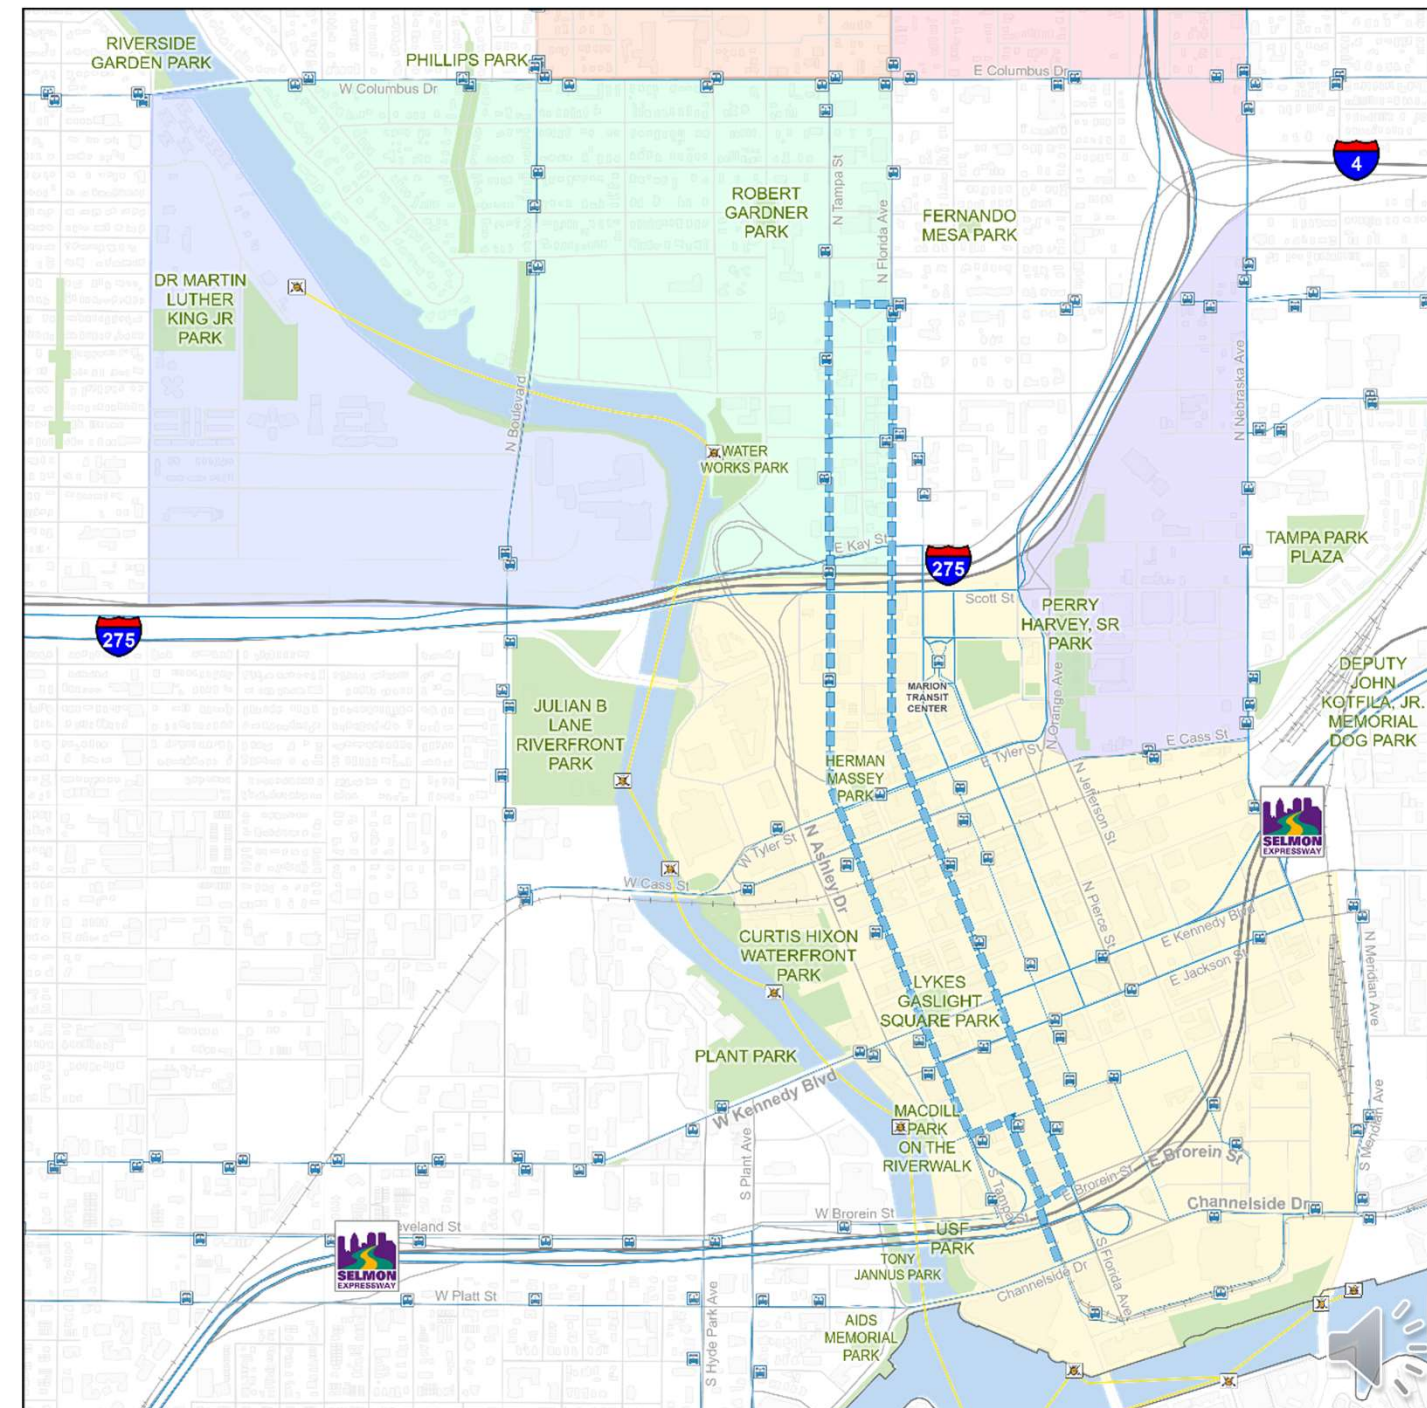 RIVERSIDE
GARDEN PARK
PHILLIPS PARK
W Columbus Dr
E Columbus Dr
4
N Tampa St
ROBERT
GARDNER
PARK
N Florida Ave
FERNANDO
MESA PARK
DR MARTIN
LUTHER
KING JR
PARK
N Boulevard
N Nebraska Ave
WATER
WORKS PARK
E Kay St
275
TAMPA PARK
PLAZA
Scott St
PERRY
HARVEY, SR
PARK
275
MARION
TRANSIT
CENTER
N Orange Ave
DEPUTY
JOHN
KOTFILA, JR.
MEMORIAL
DOG PARK
JULIAN B
LANE
RIVERFRONT
PARK
E Cass St
E Tyler St
HERMAN
MASSEY
PARK
N Jefferson St
SELMON
EXPRESSWAY
W Tyler St
N Ashley Dr
W Cass St
N Pierce St
CURTIS HIXON
WATERFRONT
PARK
E Kennedy Blvd
E Jackson St
N Meridian Ave
LYKES
GASLIGHT
SQUARE PARK
PLANT PARK
W Kennedy Blvd
MACDILL
PARK
ON THE
RIVERWALK
S Meridian Ave
S Plant Ave
E Brorein St
E Brorein St
S Tampa St
Channelside Dr
W Brorein St
USF
PARK
eveland St
SELMON
EXPRESSWAY
TONY
JANNUS PARK
S Florida Ave
Channelside Dr
W Platt St
S Hyde Park Ave
AIDS
MEMORIAL
PARK